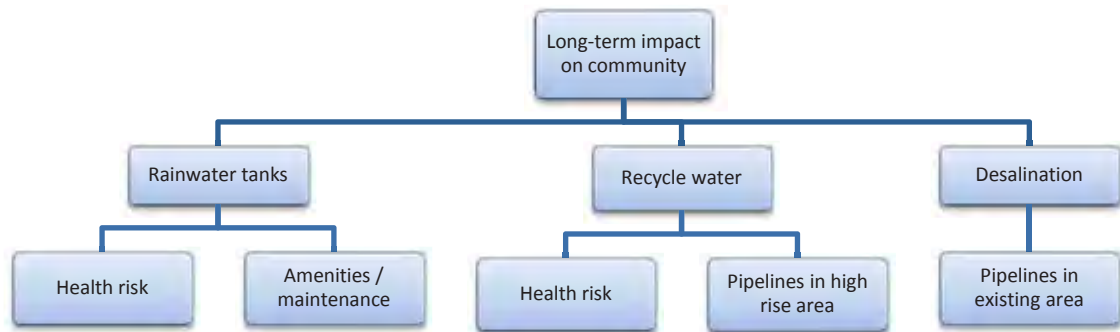 Long-term impact
on community
Rainwater tanks
Recycle water
Desalination
Health risk
Amenities /
maintenance
Health risk
Pipelines in high
rise area
Pipelines in
existing area